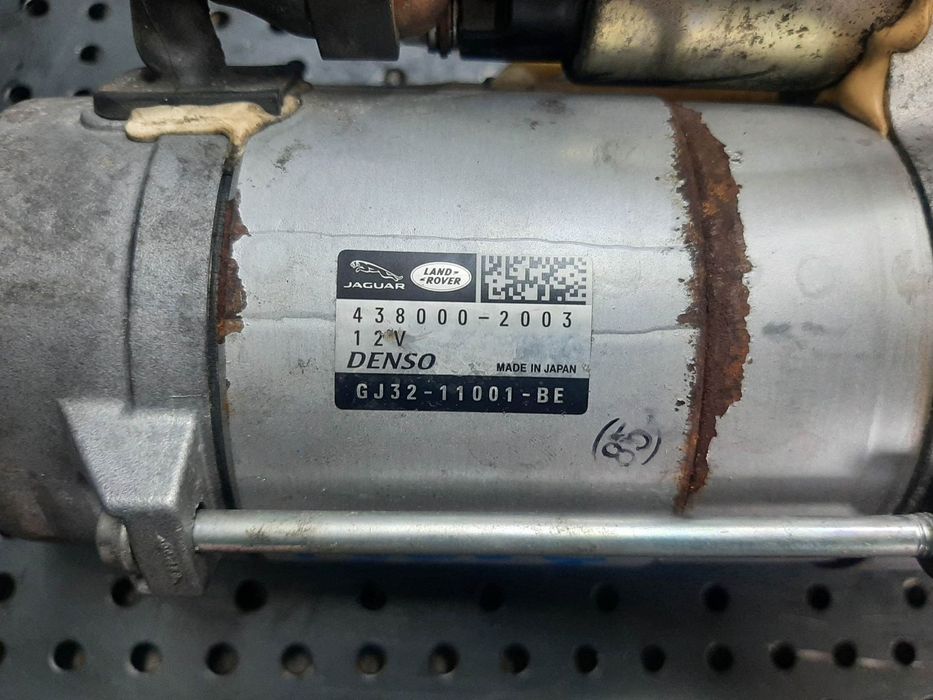 JAGUAR
LAND-
-ROVER
438000-2003
12V
DENSO
MADE IN JAPAN
GJ32-11001-BE